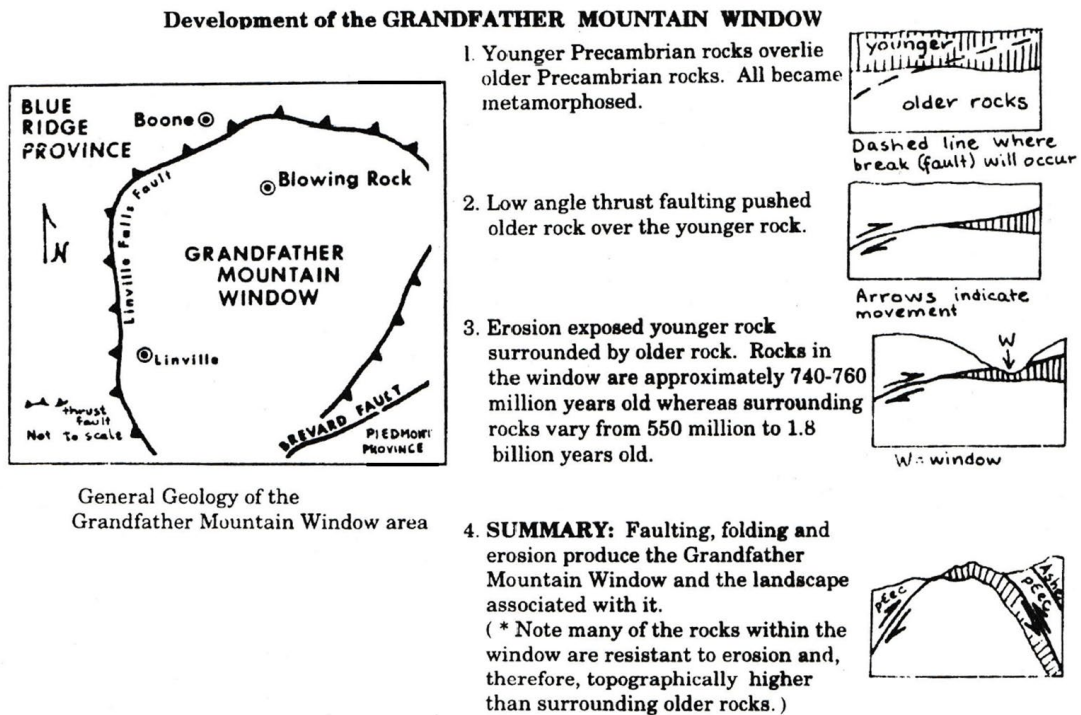 Development of the GRANDFATHER MOUNTAIN WINDOW
BLUE
RIDGE
PROVINCE
Boone
Blowing Rock
Linville Falls Fault
N
GRANDFATHER
MOUNTAIN
WINDOW
Linville
thrust
fault
Not To scale
BREVARD FAULT
PIEDMONT
PROVINCE
General Geology of the
Grandfather Mountain Window area
1. Younger Precambrian rocks overlie
older Precambrian rocks. All became
metamorphosed.
younger
older rocks
Dashed line where
break (fault) will occur
2. Low angle thrust faulting pushed
older rock over the younger rock.
Arrows indicate
movement
3. Erosion exposed younger rock
surrounded by older rock. Rocks in
the window are approximately 740-760
million years old whereas surrounding
rocks vary from 550 million to 1.8
billion years old.
W
W = window
4. SUMMARY: Faulting, folding and
erosion produce the Grandfather
Mountain Window and the landscape
associated with it.
( * Note many of the rocks within the
window are resistant to erosion and,
therefore, topographically higher
than surrounding older rocks. )
pЄec
pЄec
Ashe